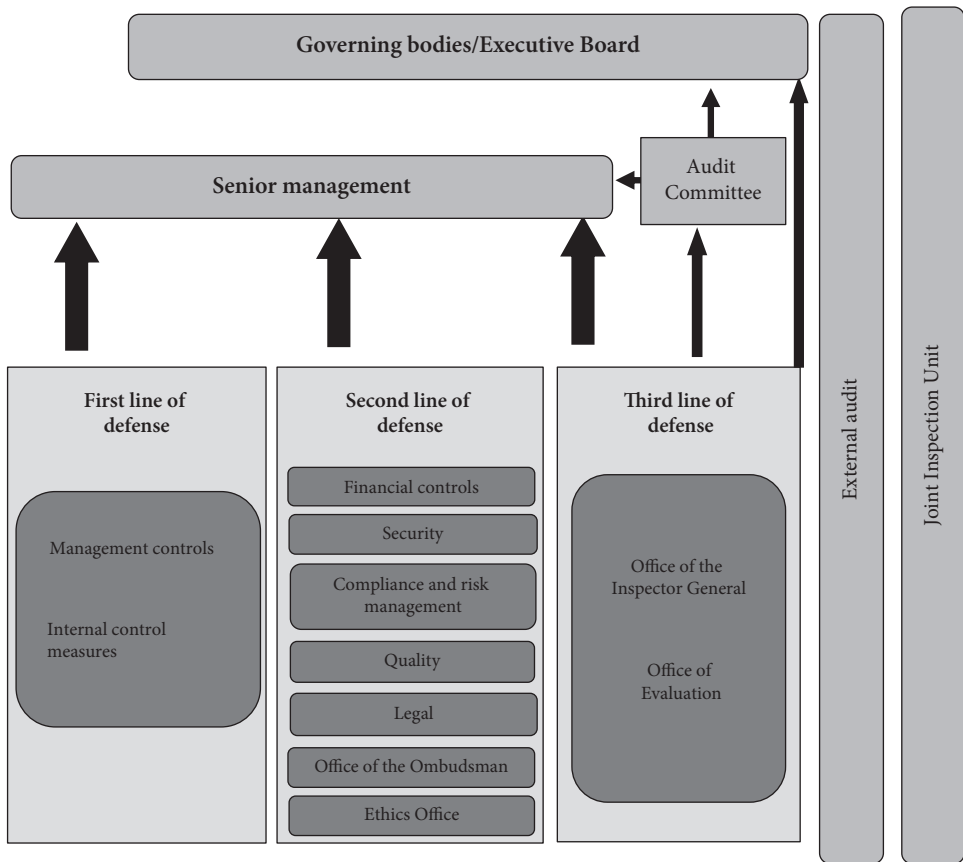 Governing bodies/Executive Board
Senior management
Audit
Committee
First line of
defense
Management controls
Internal control
measures
Second line of
defense
Financial controls
Security
Compliance and risk
management
Quality
Legal
Office of the Ombudsman
Ethics Office
Third line of
defense
Office of the
Inspector General
Office of
Evaluation
External audit
Joint Inspection Unit